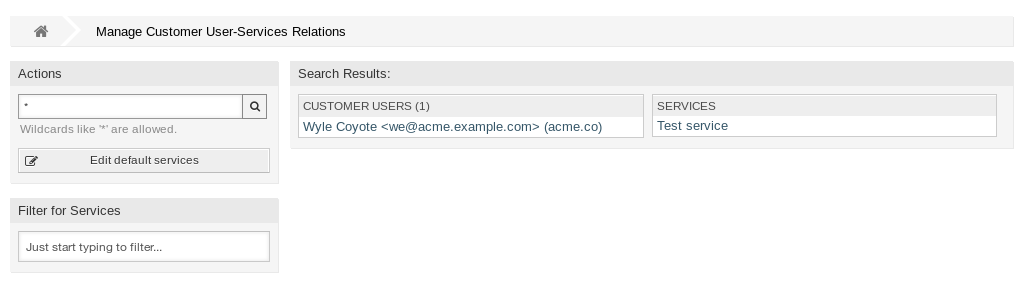 Manage Customer User-Services Relations
Actions
*
Wildcards like '*' are allowed.
Edit default services
Filter for Services
Just start typing to filter...
Search Results:
CUSTOMER USERS (1)
Wyle Coyote <we@acme.example.com> (acme.co)
SERVICES
Test service